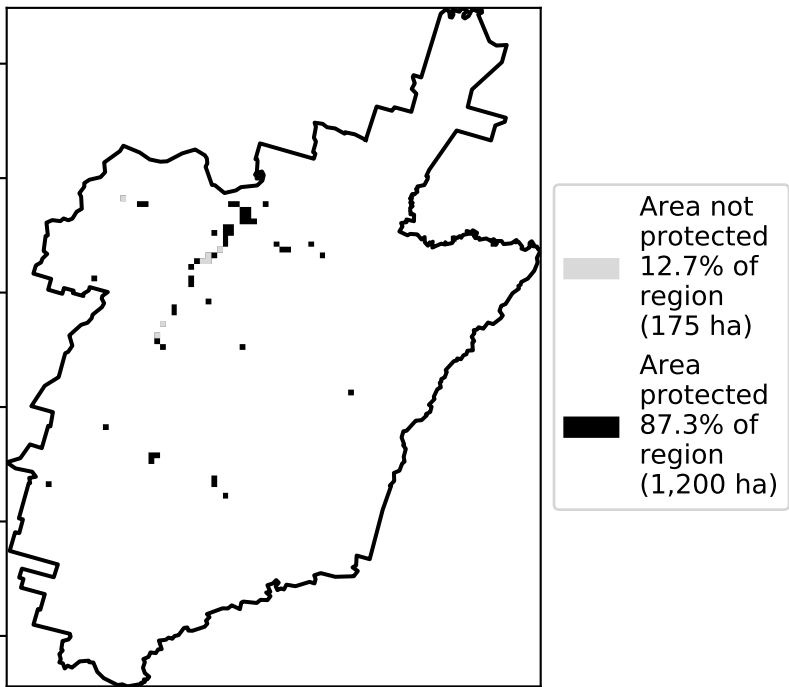 Area not
protected
12.7% of
region
(175 ha)
Area
protected
87.3% of
region
(1,200 ha)